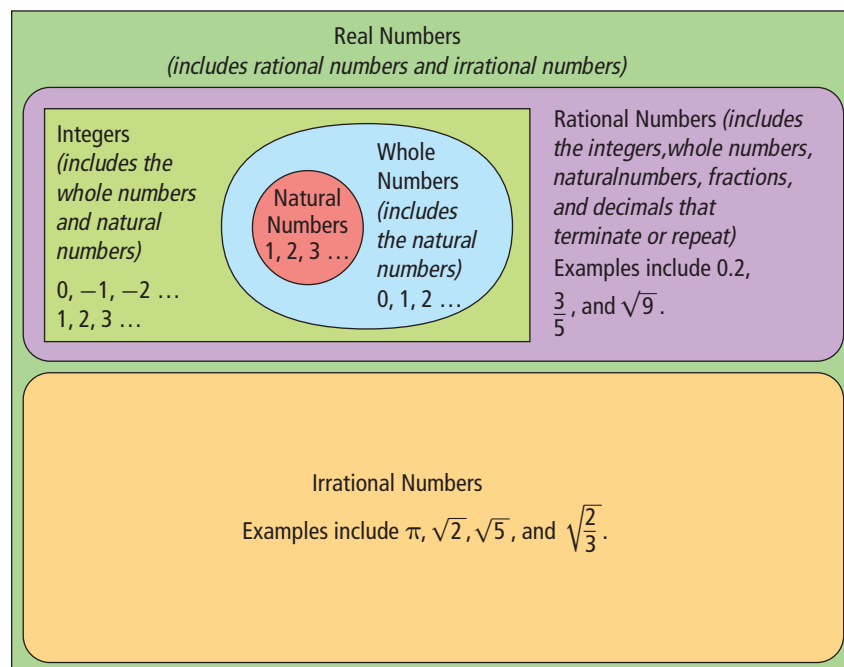 Real Numbers
(includes rational numbers and irrational numbers)
Integers
(includes the
whole numbers
and natural
numbers)
0, −1, −2 …
1, 2, 3 …
Natural
Numbers
1, 2, 3 …
Whole
Numbers
(includes
the natural
numbers)
0, 1, 2 …
Rational Numbers (includes
the integers,whole numbers,
naturalnumbers, fractions,
and decimals that
terminate or repeat)
Examples include 0.2,
3/5, and √9.
Irrational Numbers
Examples include π, √2, √5, and √(2/3).